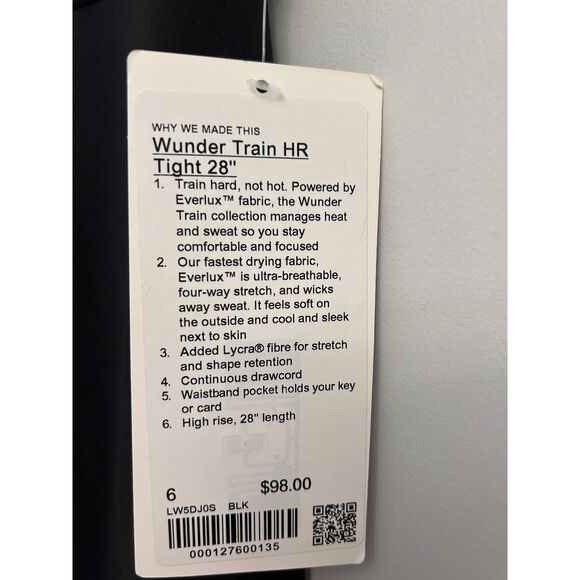 WHY WE MADE THIS
Wunder Train HR
Tight 28"
1. Train hard, not hot. Powered by
Everlux™ fabric, the Wunder
Train collection manages heat
and sweat so you stay
comfortable and focused
2. Our fastest drying fabric,
Everlux™ is ultra-breathable,
four-way stretch, and wicks
away sweat. It feels soft on
the outside and cool and sleek
next to skin
3. Added Lycra® fibre for stretch
and shape retention
4. Continuous drawcord
5. Waistband pocket holds your key
or card
6. High rise, 28" length
6 $98.00
LW5DJ0S BLK
000127600135